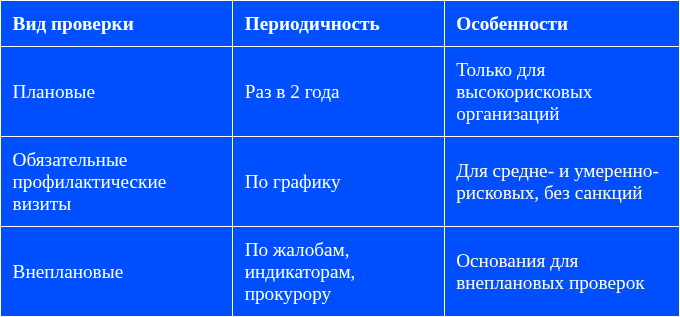 Вид проверки
Периодичность
Особенности
Плановые
Раз в 2 года
Только для
высокорисковых
организаций
Обязательные
профилактические
визиты
По графику
Для средне- и умеренно-
рисковых, без санкций
Внеплановые
По жалобам,
индикаторам,
прокурору
Основания для
внеплановых проверок